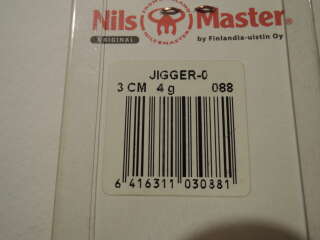 Nils Master®
ORIGINAL
by Finlandia-uistin Oy
JIGGER-0
3 CM 4 g 088
6 416311 030881